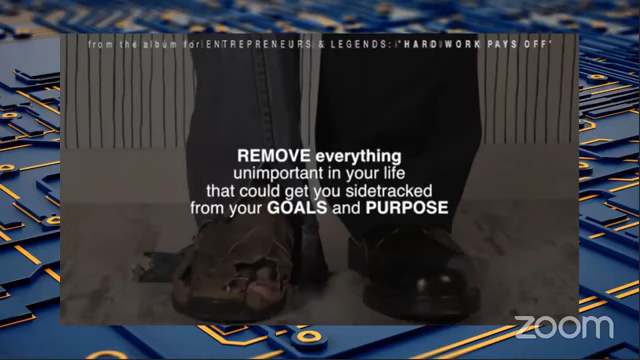 from the album for ENTREPRENEURS & LEGENDS: "HARD WORK PAYS OFF"
REMOVE everything
unimportant in your life
that could get you sidetracked
from your GOALS and PURPOSE
zoom